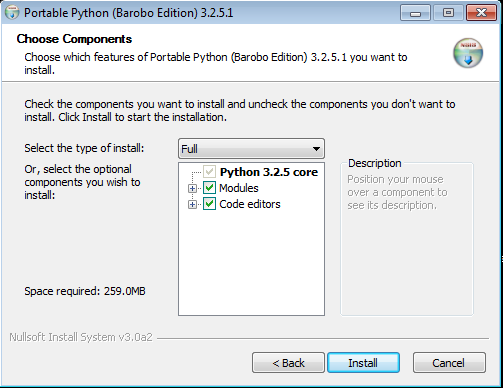 Portable Python (Barobo Edition) 3.2.5.1
Choose Components
Choose which features of Portable Python (Barobo Edition) 3.2.5.1 you want to
install.
Check the components you want to install and uncheck the components you don't want to
install. Click Install to start the installation.
Select the type of install:
Full
Or, select the optional
components you wish to
install:
Python 3.2.5 core
Modules
Code editors
Description
Position your mouse
over a component to
see its description.
Space required: 259.0MB
Nullsoft Install System v3.0a2
< Back
Install
Cancel